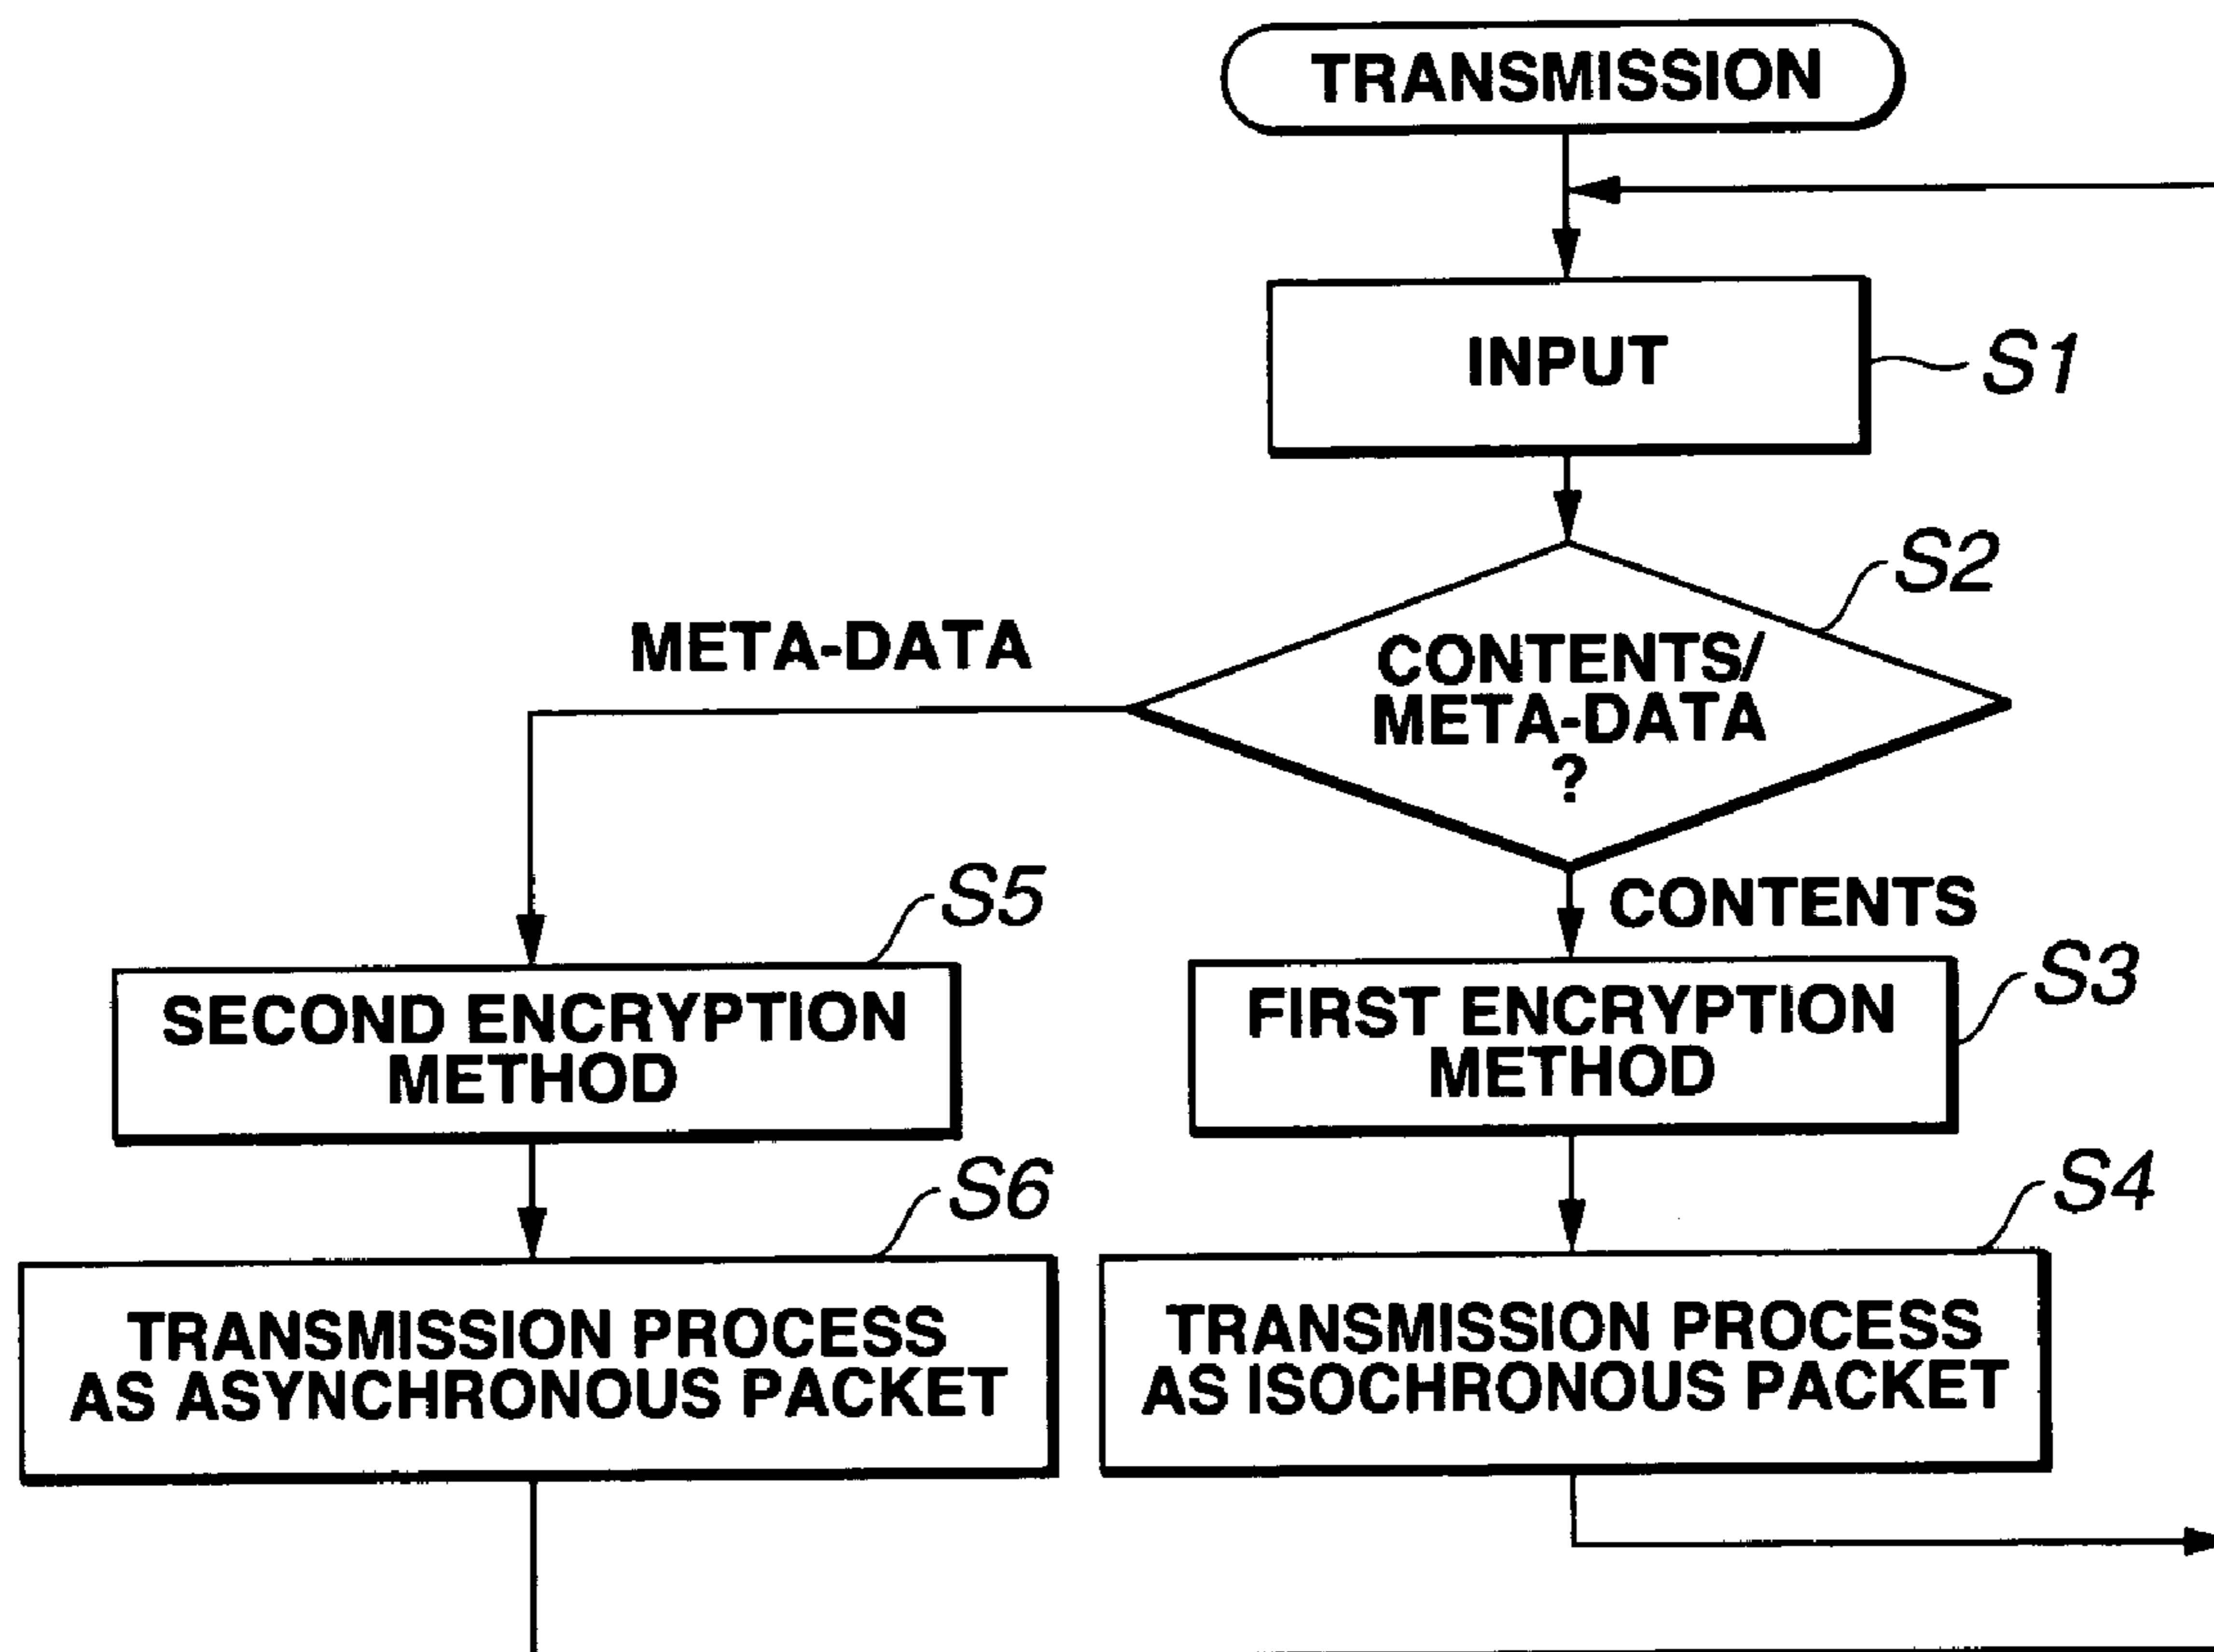 TRANSMISSION
INPUT
S1
S2
CONTENTS/
META-DATA
?
META-DATA
CONTENTS
S5
SECOND ENCRYPTION
METHOD
S3
FIRST ENCRYPTION
METHOD
S6
TRANSMISSION PROCESS
AS ASYNCHRONOUS PACKET
S4
TRANSMISSION PROCESS
AS ISOCHRONOUS PACKET